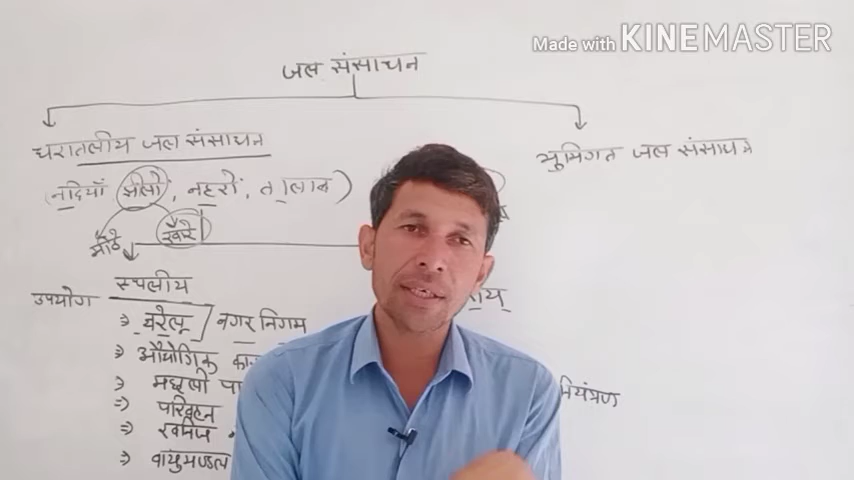 Made with KINEMASTER
जल संसाधन
धरातलीय जल संसाधन
भूमिगत जल संसाधन
(नदियाँ झीलों, नहरों, तालाब)
मीठे खारे
स्थलीय
उपयोग
⇒ घरेलू / नगर निगम
⇒ औद्योगिक
⇒ मछली
⇒ परिवहन
नियंत्रण
⇒ खनिज
⇒ वायुमण्डल